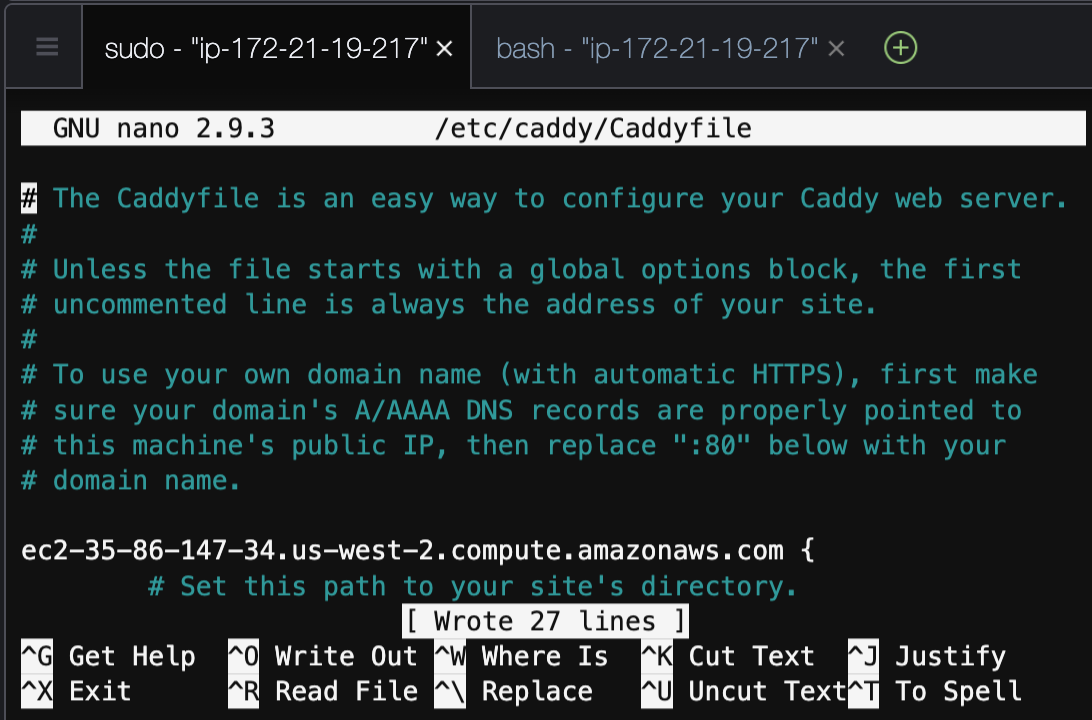 sudo - "ip-172-21-19-217" × bash - "ip-172-21-19-217" ×
GNU nano 2.9.3 /etc/caddy/Caddyfile
# The Caddyfile is an easy way to configure your Caddy web server.
#
# Unless the file starts with a global options block, the first
# uncommented line is always the address of your site.
#
# To use your own domain name (with automatic HTTPS), first make
# sure your domain's A/AAAA DNS records are properly pointed to
# this machine's public IP, then replace ":80" below with your
# domain name.
ec2-35-86-147-34.us-west-2.compute.amazonaws.com {
# Set this path to your site's directory.
[ Wrote 27 lines ]
^G Get Help ^O Write Out ^W Where Is ^K Cut Text ^J Justify
^X Exit ^R Read File ^\ Replace ^U Uncut Text ^T To Spell